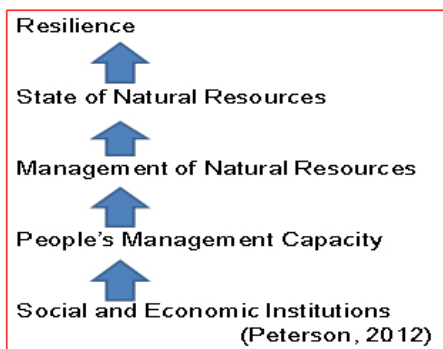 Resilience
State of Natural Resources
Management of Natural Resources
People's Management Capacity
Social and Economic Institutions
(Peterson, 2012)